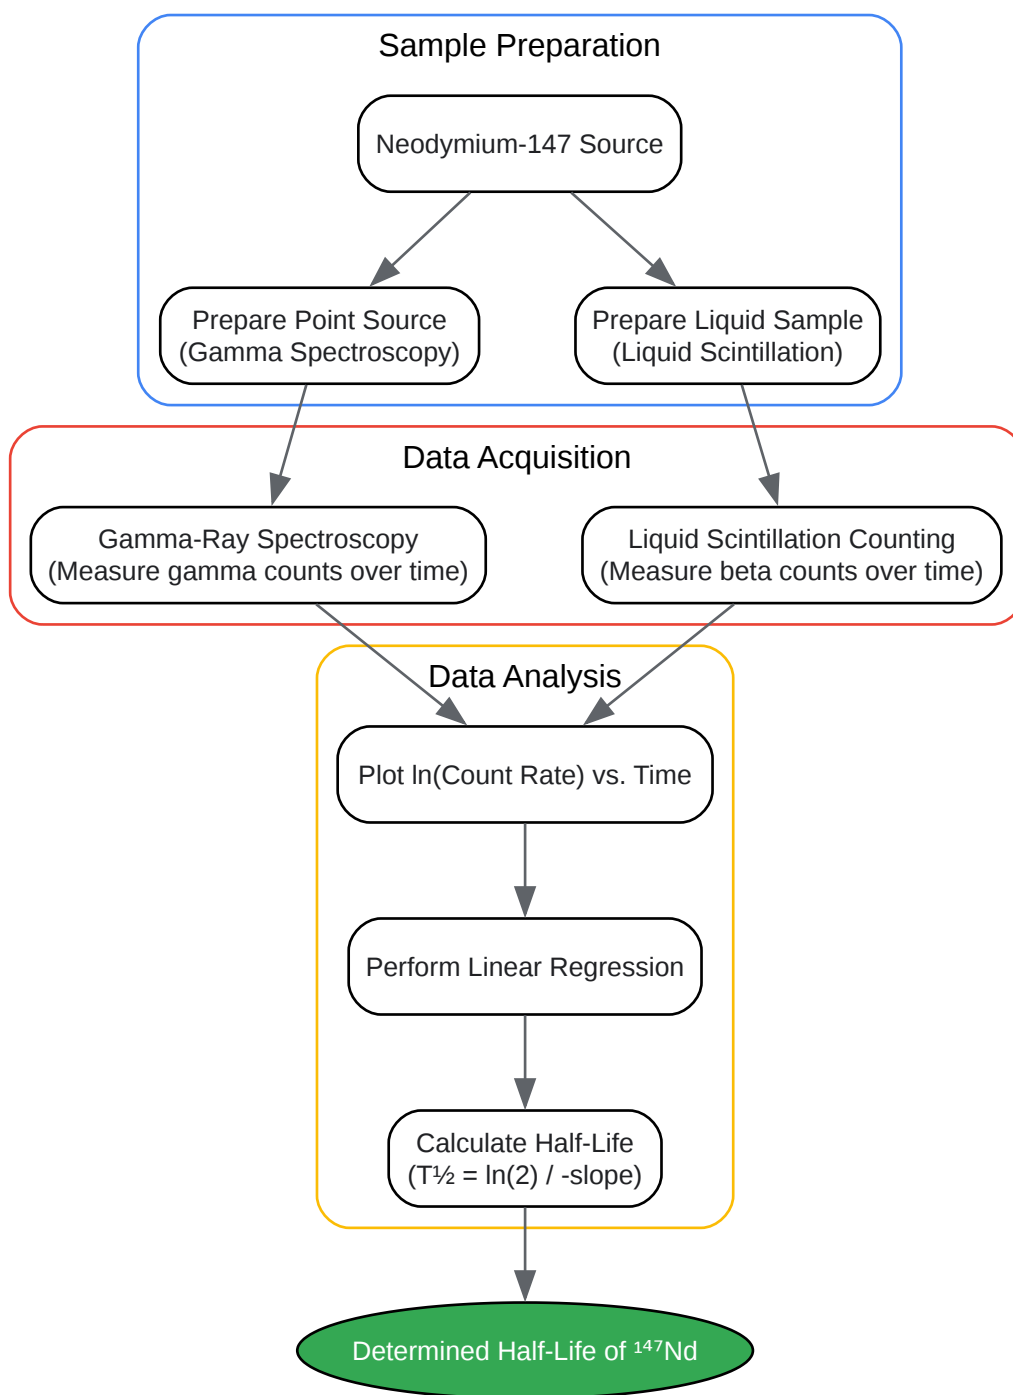 Sample Preparation
Neodymium-147 Source
Prepare Point Source
(Gamma Spectroscopy)
Prepare Liquid Sample
(Liquid Scintillation)
Data Acquisition
Gamma-Ray Spectroscopy
(Measure gamma counts over time)
Liquid Scintillation Counting
(Measure beta counts over time)
Data Analysis
Plot ln(Count Rate) vs. Time
Perform Linear Regression
Calculate Half-Life
(T½ = ln(2) / -slope)
Determined Half-Life of ¹⁴⁷Nd